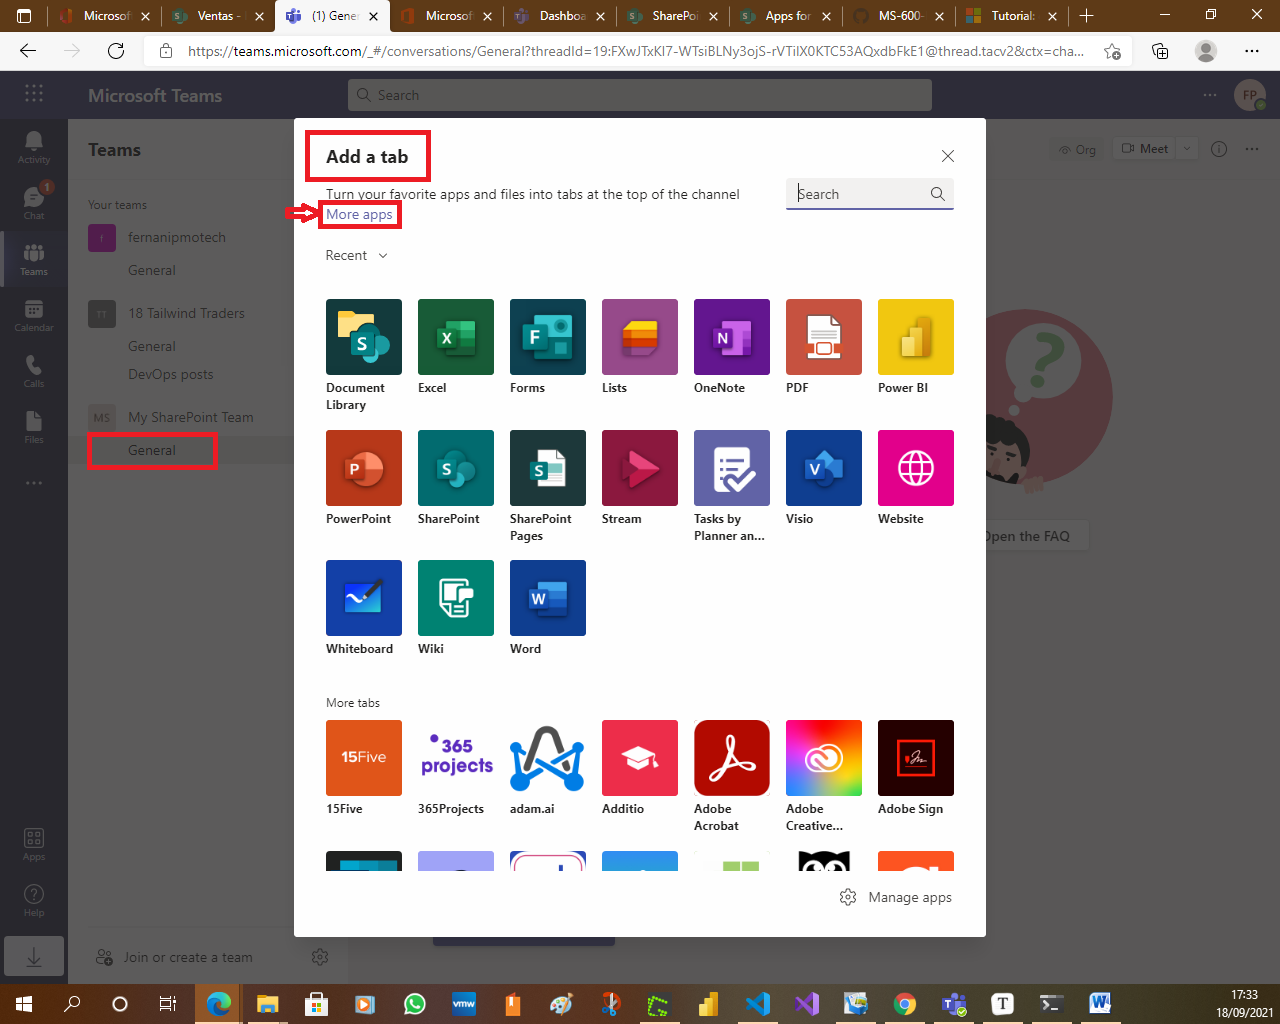 Microsof
Ventas -
(1) Gener
Microsof
Dashboa
SharePoi
Apps for
MS-600-
Tutorial:
https://teams.microsoft.com/_#/conversations/General?threadId=19:FXwJTxKI7-WTsiBLNy3ojS-rVTiIX0KTC53AQxdbFkE1@thread.tacv2&ctx=cha...
Microsoft Teams
Search
FP
Activity
1
Chat
Teams
Calendar
Calls
Files
Apps
Help
Teams
Your teams
f
fernanipmotech
General
TT
18 Tailwind Traders
General
DevOps posts
MS
My SharePoint Team
General
Join or create a team
Org
Meet
Open the FAQ
Add a tab
Turn your favorite apps and files into tabs at the top of the channel
More apps
Search
Recent
Document
Library
Excel
Forms
Lists
OneNote
PDF
Power BI
PowerPoint
SharePoint
SharePoint
Pages
Stream
Tasks by
Planner an...
Visio
Website
Whiteboard
Wiki
Word
More tabs
15Five
365
projects
15Five
365Projects
adam.ai
Additio
Adobe
Acrobat
Adobe
Creative...
Adobe Sign
Manage apps
vmw
17:33
18/09/2021